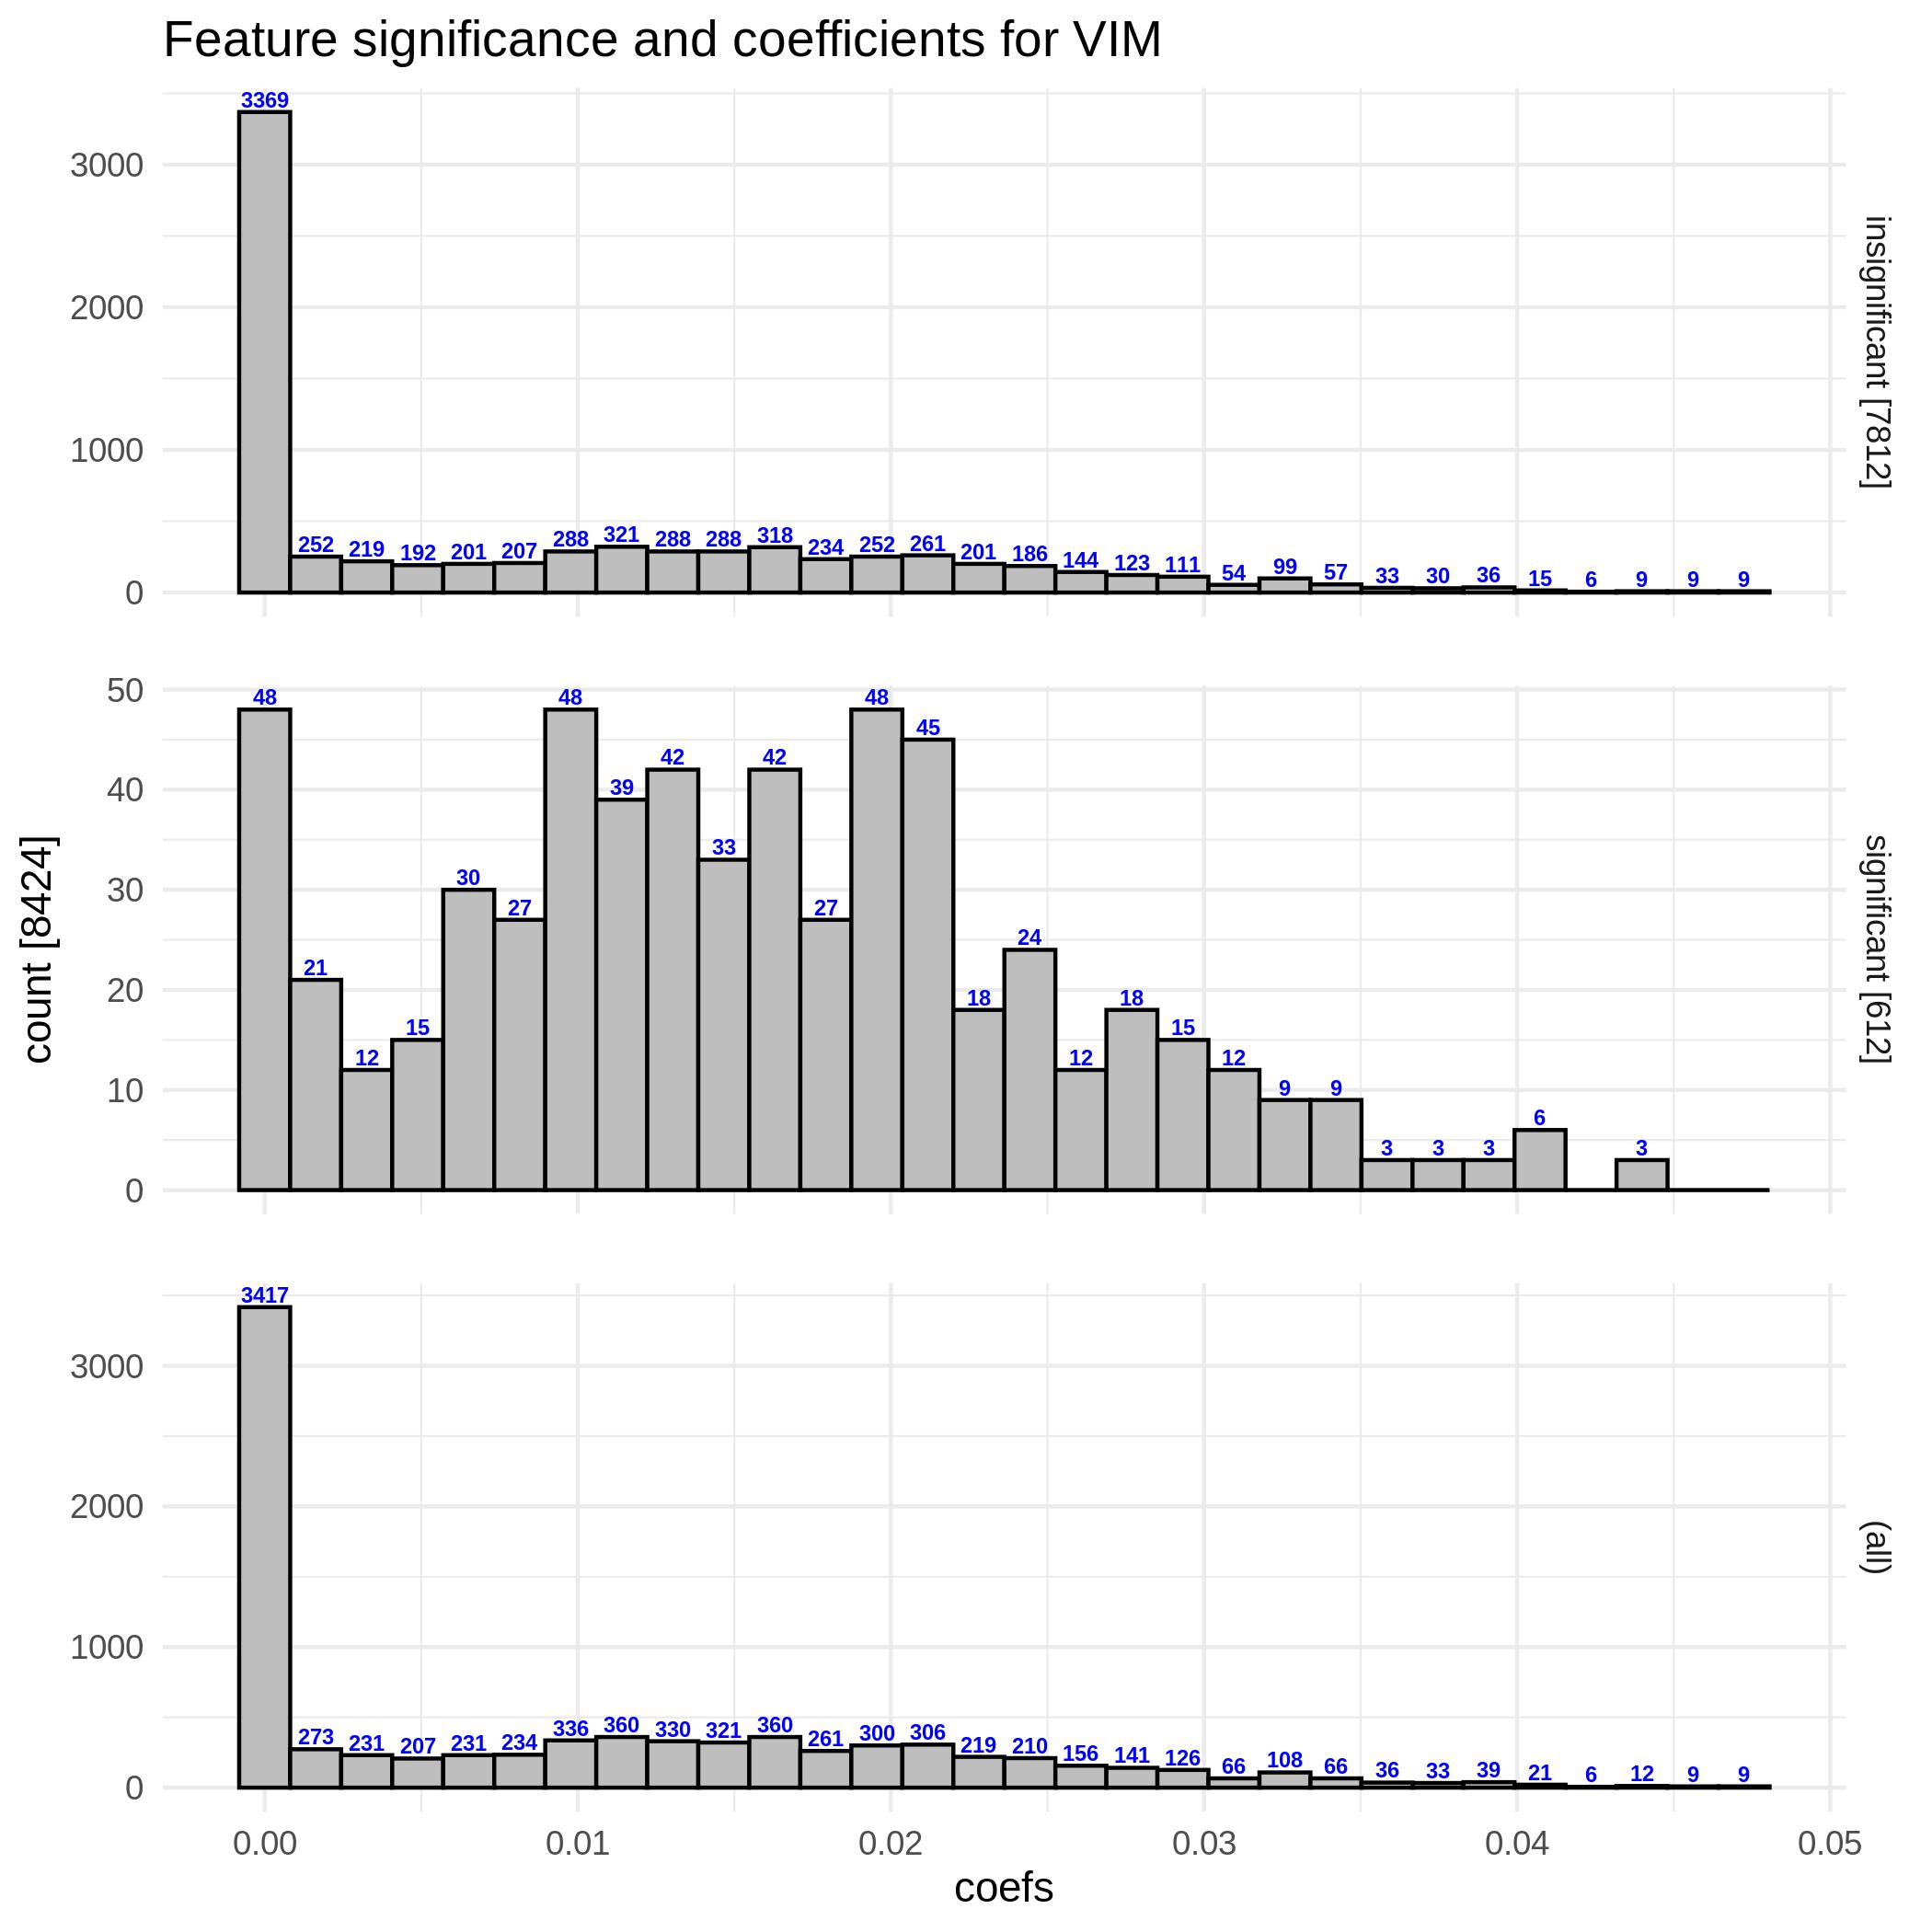 Feature significance and coefficients for VIM
3369
3000
2000
1000
0
252 219 192 201 207 288 321 288 288 318 234 252 261 201 186 144 123 111 54 99 57 33 30 36 15 6 9 9 9
insignificant [7812]
count [8424]
50
40
30
20
10
0
48 21 12 15 30 27 48 39 42 33 42 27 48 45 18 24 12 18 15 12 9 9 3 3 3 6 3
significant [612]
3417
3000
2000
1000
0
273 231 207 231 234 336 360 330 321 360 261 300 306 219 210 156 141 126 66 108 66 36 33 39 21 6 12 9 9
(all)
0.00 0.01 0.02 0.03 0.04 0.05
coefs